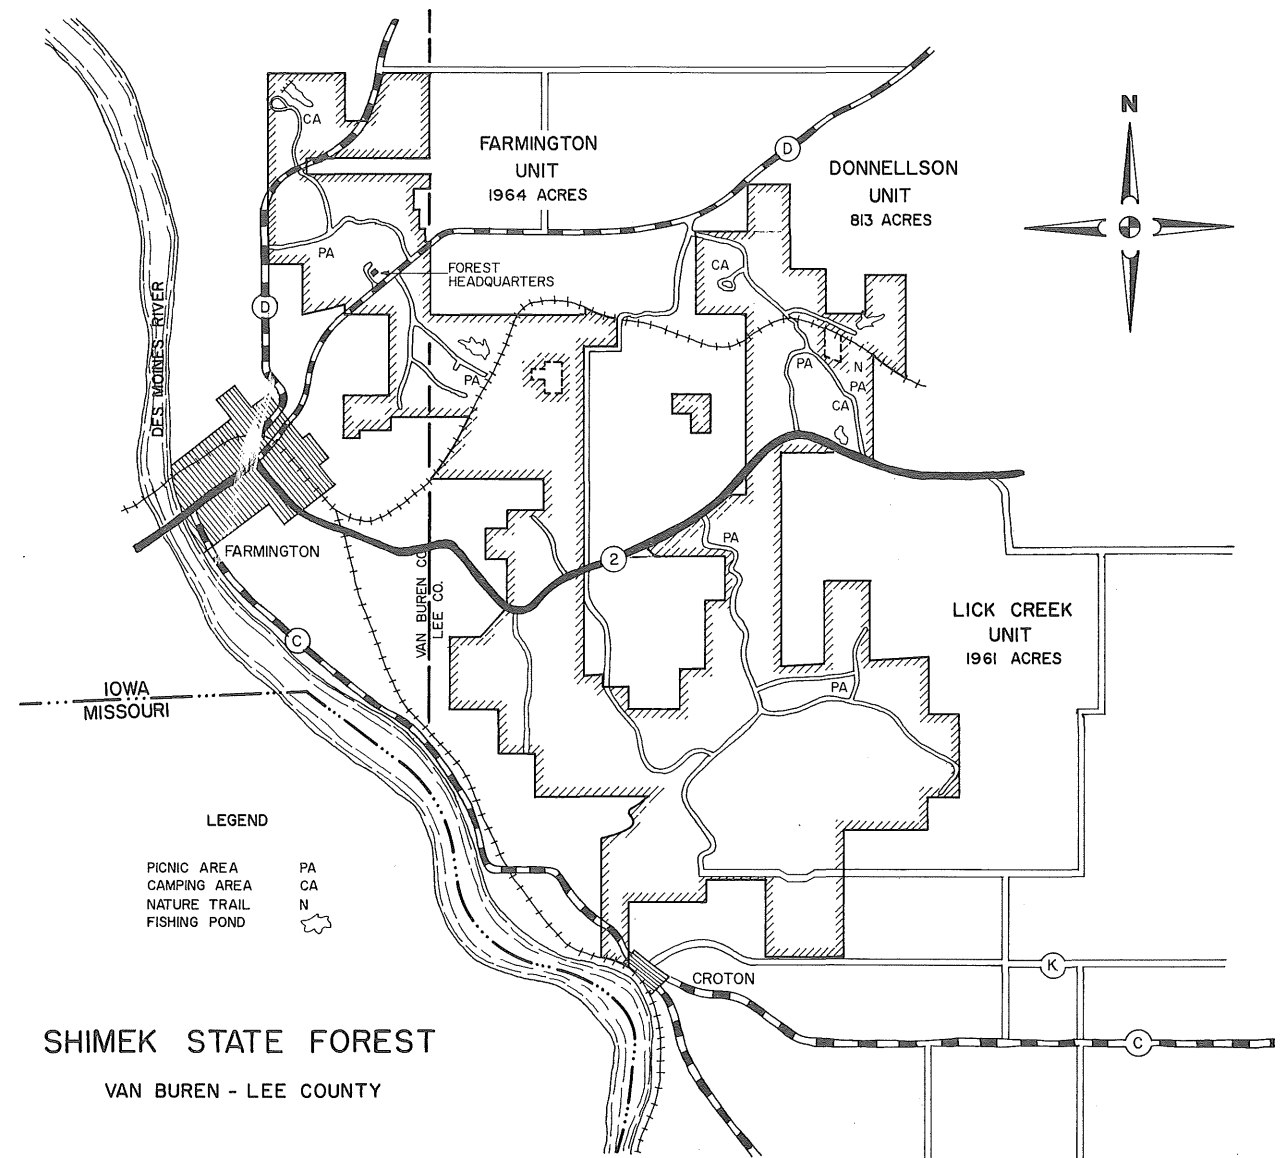 N
CA
FARMINGTON
UNIT
1964 ACRES
D
DONNELLSON
UNIT
813 ACRES
PA
FOREST
HEADQUARTERS
CA
D
DES MOINES RIVER
PA
PA
N
PA
CA
FARMINGTON
2
PA
VAN BUREN CO.
LEE CO.
C
LICK CREEK
UNIT
1961 ACRES
PA
IOWA
MISSOURI
LEGEND
PICNIC AREA PA
CAMPING AREA CA
NATURE TRAIL N
FISHING POND
CROTON
K
C
SHIMEK STATE FOREST
VAN BUREN - LEE COUNTY